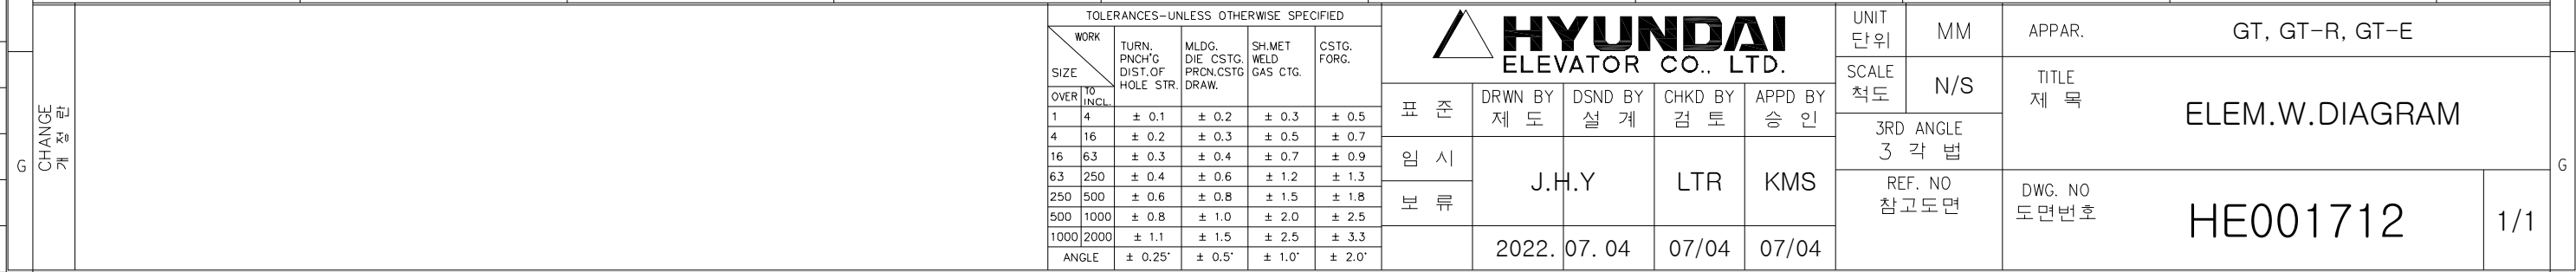 G
CHANGE
개 정 란
TOLERANCES-UNLESS OTHERWISE SPECIFIED
WORK
SIZE
OVER
TO INCL.
TURN.
PNCH'G
DIST.OF
HOLE STR.
MLDG.
DIE CSTG.
PRCN.CSTG
DRAW.
SH.MET
WELD
GAS CTG.
CSTG.
FORG.
1 4 ± 0.1 ± 0.2 ± 0.3 ± 0.5
4 16 ± 0.2 ± 0.3 ± 0.5 ± 0.7
16 63 ± 0.3 ± 0.4 ± 0.7 ± 0.9
63 250 ± 0.4 ± 0.6 ± 1.2 ± 1.3
250 500 ± 0.6 ± 0.8 ± 1.5 ± 1.8
500 1000 ± 0.8 ± 1.0 ± 2.0 ± 2.5
1000 2000 ± 1.1 ± 1.5 ± 2.5 ± 3.3
ANGLE ± 0.25° ± 0.5° ± 1.0° ± 2.0°
HYUNDAI
ELEVATOR CO., LTD.
표 준
임 시
보 류
DRWN BY
제 도
DSND BY
설 계
CHKD BY
검 토
APPD BY
승 인
J.H.Y LTR KMS
2022. 07. 04 07/04 07/04
UNIT
단위
MM
SCALE
척도
N/S
3RD ANGLE
3 각 법
REF. NO
참고도면
APPAR.
GT, GT-R, GT-E
TITLE
제 목
ELEM.W.DIAGRAM
DWG. NO
도면번호
HE001712
1/1
G